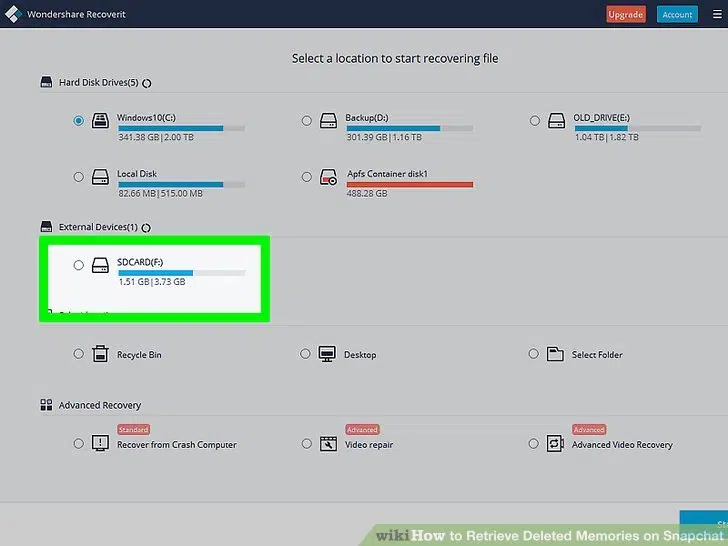 Wondershare Recoverit
Upgrade
Account
Select a location to start recovering file
Hard Disk Drives(5)
Windows10(C:)
341.38 GB|2.00 TB
Backup(D:)
301.39 GB|1.16 TB
OLD_DRIVE(E:)
1.04 TB|1.82 TB
Local Disk
82.66 MB|515.00 MB
Apfs Container disk1
488.28 GB
External Devices(1)
SDCARD(F:)
1.51 GB|3.73 GB
Recycle Bin
Desktop
Select Folder
Advanced Recovery
Standard
Recover from Crash Computer
Advanced
Video repair
Advanced
Advanced Video Recovery
wikiHow to Retrieve Deleted Memories on Snapchat